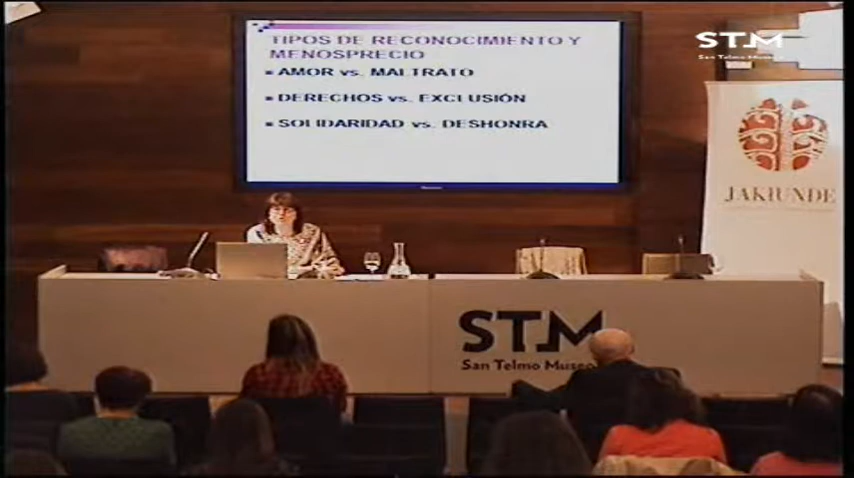 TIPOS DE RECONOCIMIENTO Y
MENOSPRECIO
AMOR vs. MALTRATO
DERECHOS vs. EXCLUSIÓN
SOLIDARIDAD vs. DESHONRA
STM
San Telmo Museoa
JAKIUNDE
STM
San Telmo Museo